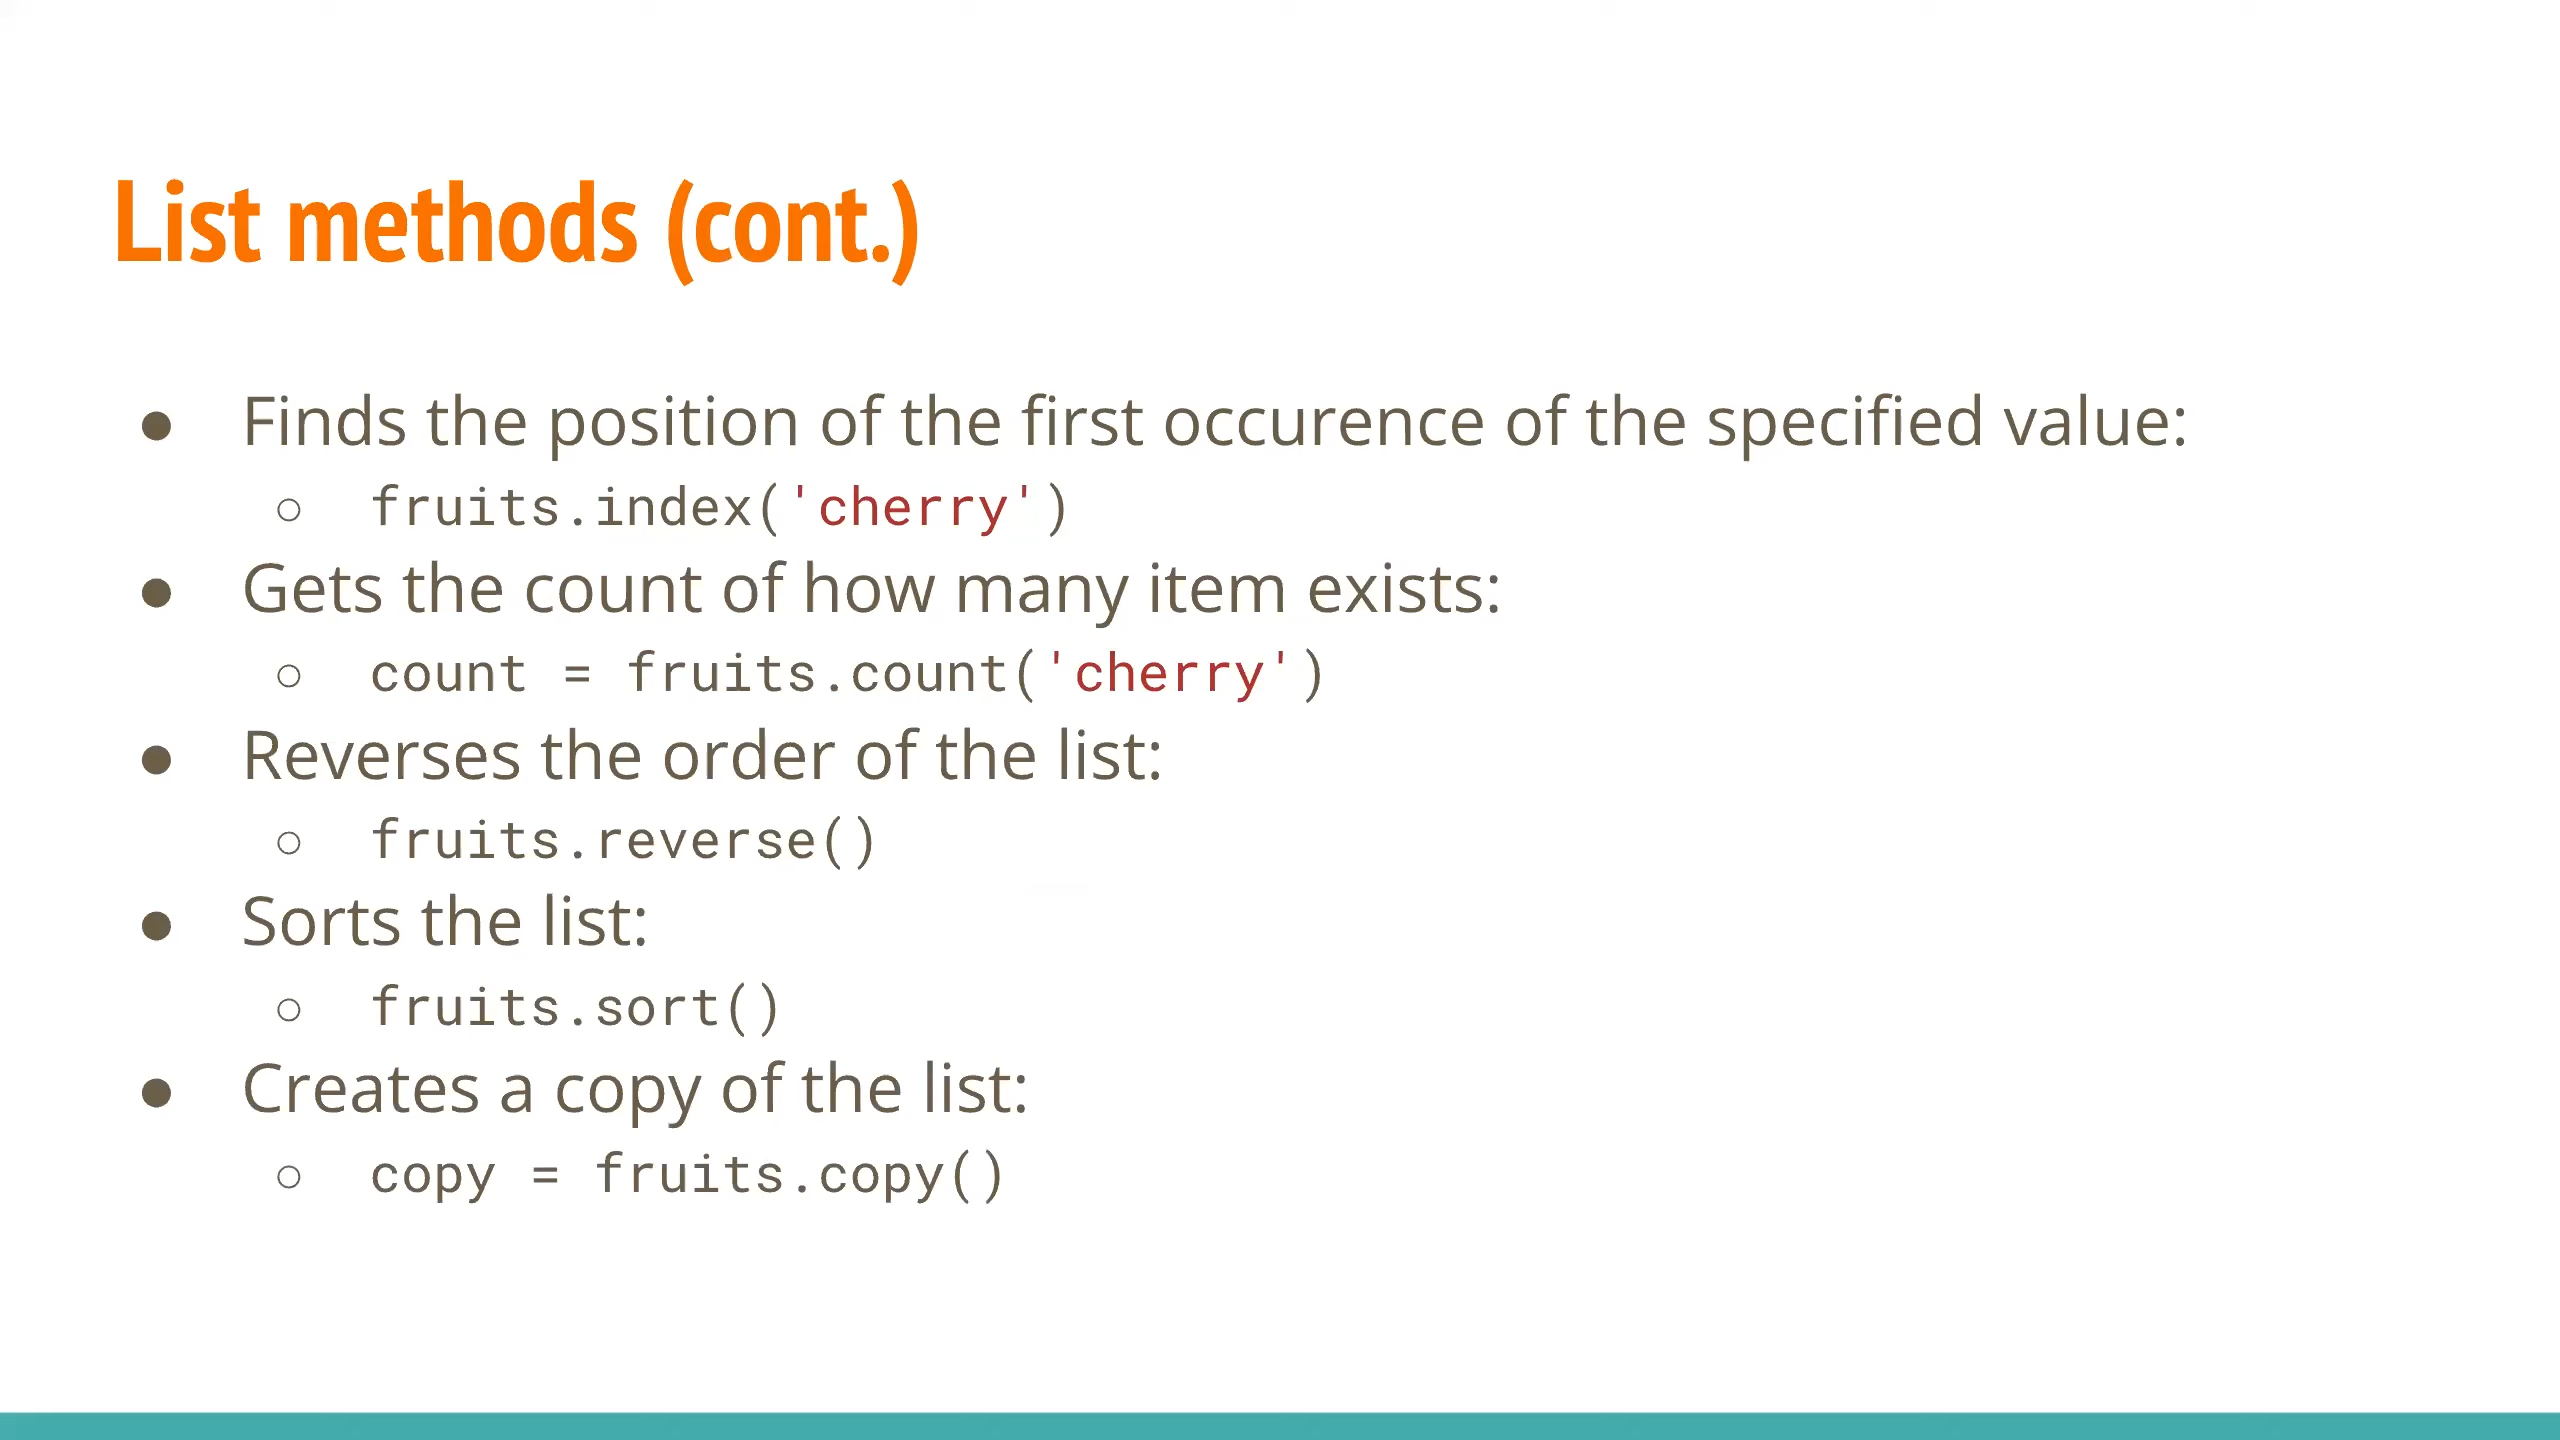 List methods (cont.)
● Finds the position of the first occurence of the specified value:
○ fruits.index('cherry')
● Gets the count of how many item exists:
○ count = fruits.count('cherry')
● Reverses the order of the list:
○ fruits.reverse()
● Sorts the list:
○ fruits.sort()
● Creates a copy of the list:
○ copy = fruits.copy()